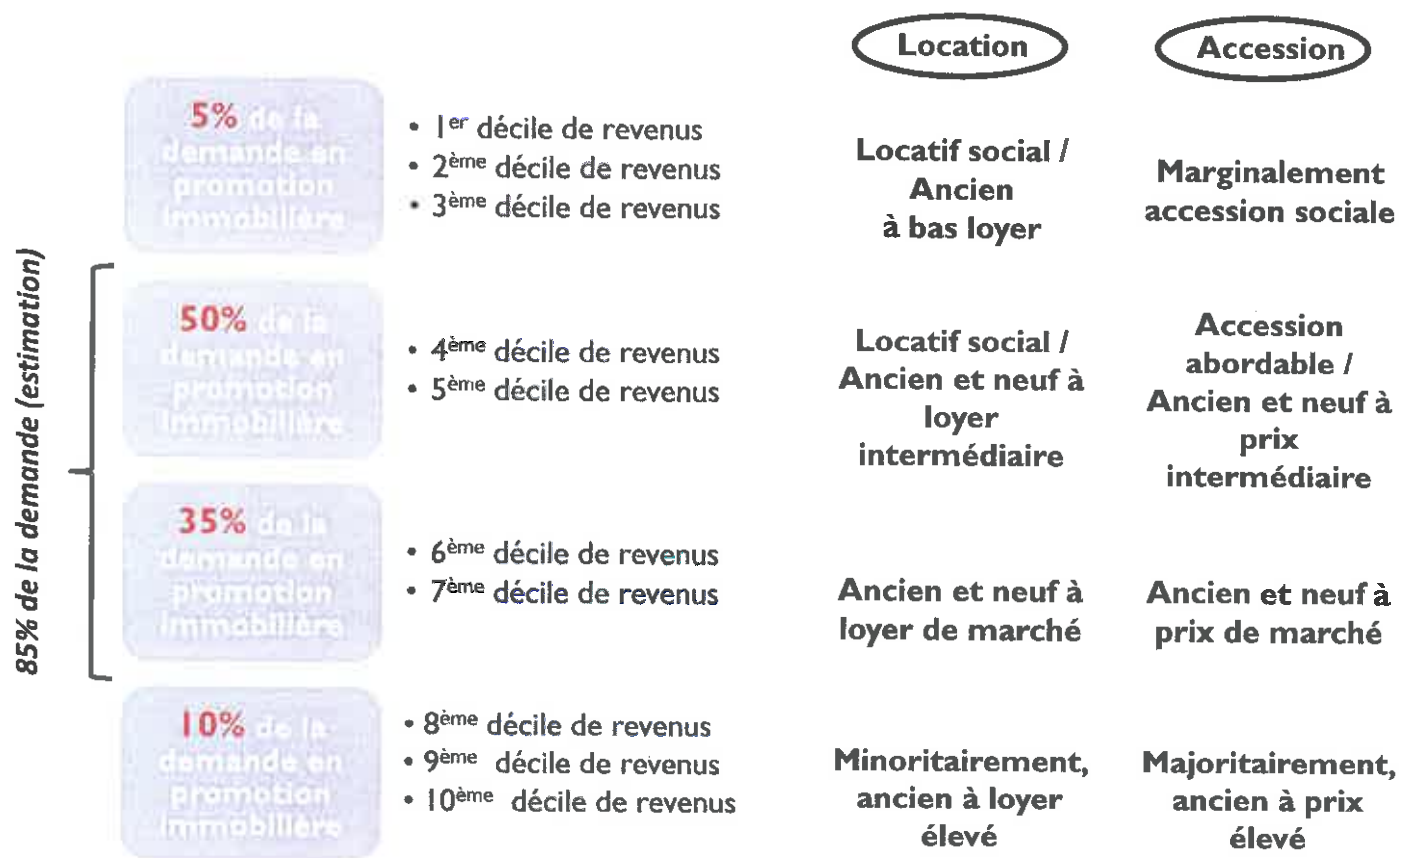 Location
Accession
5% de la
demande en
promotion
immobilière
• 1er décile de revenus
• 2ème décile de revenus
• 3ème décile de revenus
Locatif social /
Ancien
à bas loyer
Marginalement
accession sociale
85% de la demande (estimation)
50% de la
demande en
promotion
immobilière
• 4ème décile de revenus
• 5ème décile de revenus
Locatif social /
Ancien et neuf à
loyer
intermédiaire
Accession
abordable /
Ancien et neuf à
prix
intermédiaire
35% de la
demande en
promotion
immobilière
• 6ème décile de revenus
• 7ème décile de revenus
Ancien et neuf à
loyer de marché
Ancien et neuf à
prix de marché
10% de la
demande en
promotion
immobilière
• 8ème décile de revenus
• 9ème décile de revenus
• 10ème décile de revenus
Minoritairement,
ancien à loyer
élevé
Majoritairement,
ancien à prix
élevé